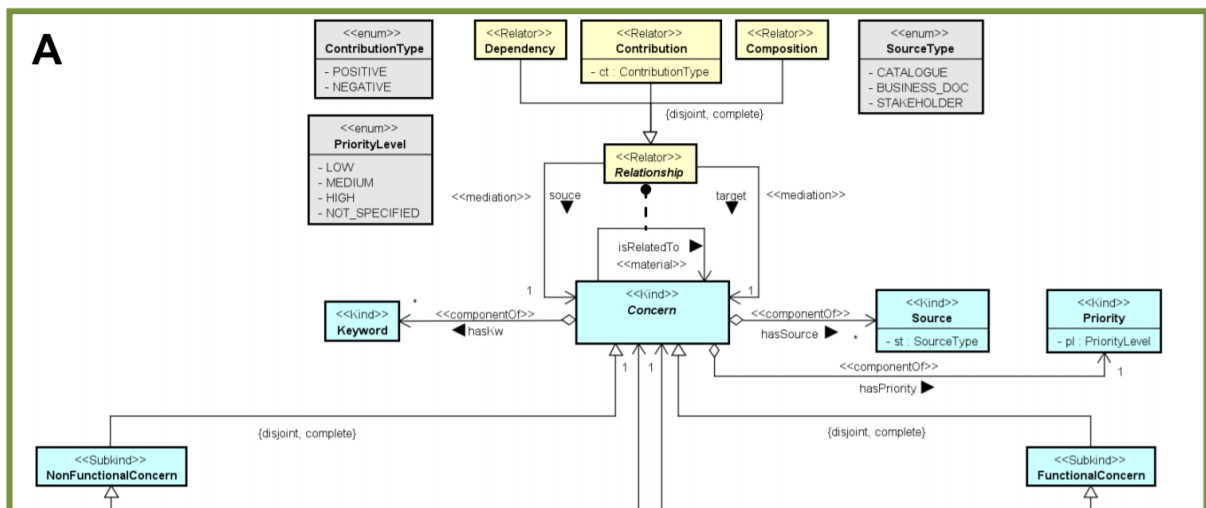 A
<<enum>>
ContributionType
- POSITIVE
- NEGATIVE
<<Relator>>
Dependency
<<Relator>>
Contribution
- ct : ContributionType
<<Relator>>
Composition
<<enum>>
SourceType
- CATALOGUE
- BUSINESS_DOC
- STAKEHOLDER
{disjoint, complete}
<<enum>>
PriorityLevel
- LOW
- MEDIUM
- HIGH
- NOT_SPECIFIED
<<Relator>>
Relationship
<<mediation>>
souce
target
<<mediation>>
isRelatedTo
<<material>>
1
1
<<Kind>>
Keyword
*
<<componentOf>>
hasKw
<<Kind>>
Concern
<<componentOf>>
hasSource
*
<<Kind>>
Source
- st : SourceType
<<Kind>>
Priority
- pl : PriorityLevel
1
1
<<componentOf>>
hasPriority
1
{disjoint, complete}
{disjoint, complete}
<<Subkind>>
NonFunctionalConcern
<<Subkind>>
FunctionalConcern